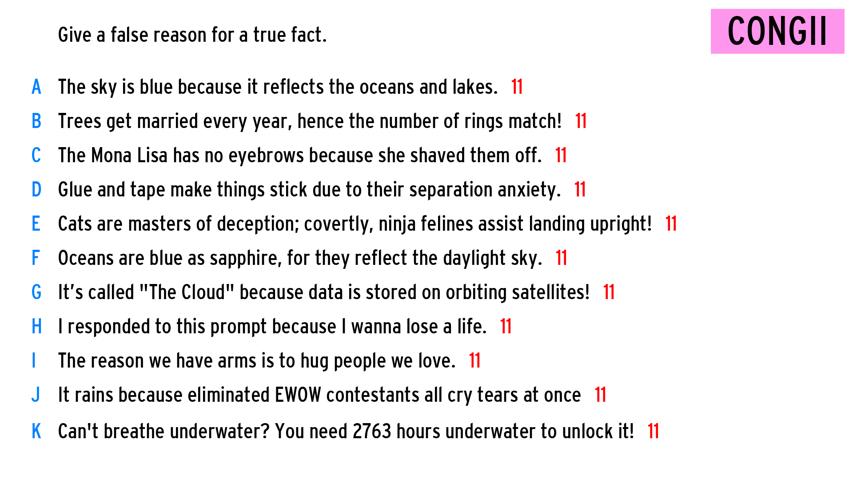 Give a false reason for a true fact.
CONGII
A The sky is blue because it reflects the oceans and lakes. 11
B Trees get married every year, hence the number of rings match! 11
C The Mona Lisa has no eyebrows because she shaved them off. 11
D Glue and tape make things stick due to their separation anxiety. 11
E Cats are masters of deception; covertly, ninja felines assist landing upright! 11
F Oceans are blue as sapphire, for they reflect the daylight sky. 11
G It's called "The Cloud" because data is stored on orbiting satellites! 11
H I responded to this prompt because I wanna lose a life. 11
I The reason we have arms is to hug people we love. 11
J It rains because eliminated EWOW contestants all cry tears at once 11
K Can't breathe underwater? You need 2763 hours underwater to unlock it! 11